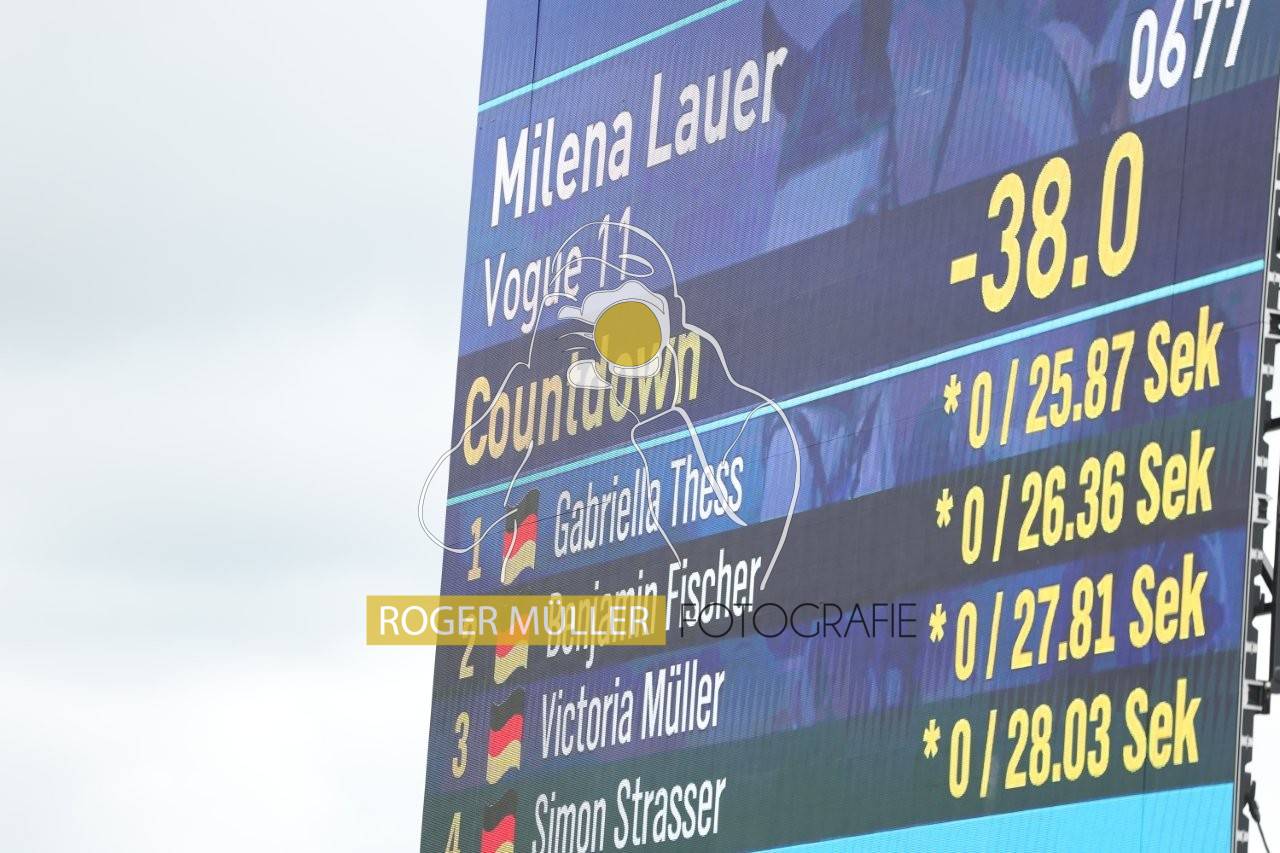 0677
Milena Lauer
Vogue 11
Countdown -38.0
1 Gabriella Thess * 0 / 25.87 Sek
2 Benjamin Fischer * 0 / 26.36 Sek
3 Victoria Müller * 0 / 27.81 Sek
4 Simon Strasser * 0 / 28.03 Sek
ROGER MÜLLER FOTOGRAFIE